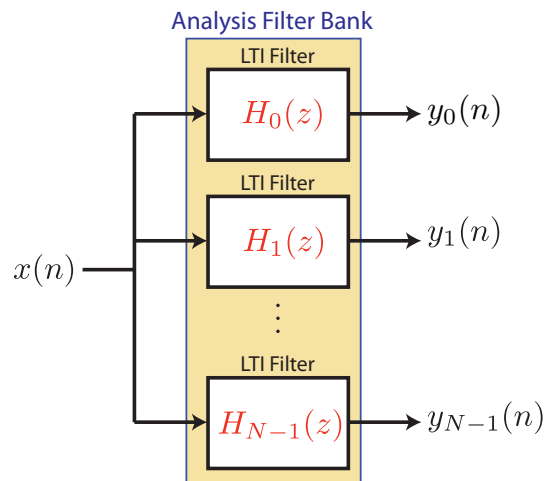 Analysis Filter Bank
LTI Filter
H_0(z)
y_0(n)
LTI Filter
H_1(z)
y_1(n)
x(n)
⋮
LTI Filter
H_{N-1}(z)
y_{N-1}(n)